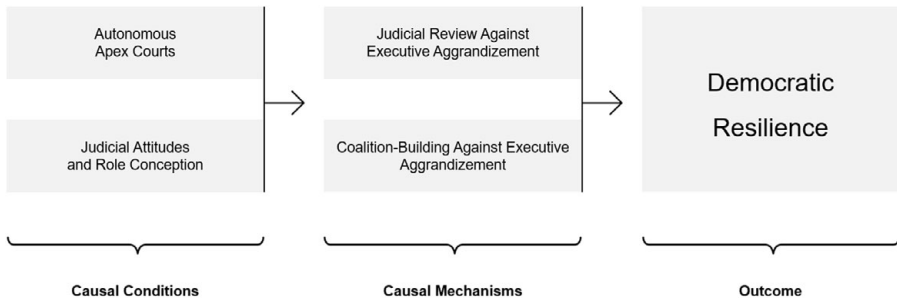 Autonomous
Apex Courts
Judicial Attitudes
and Role Conception
Judicial Review Against
Executive Aggrandizement
Coalition-Building Against Executive
Aggrandizement
Democratic
Resilience
Causal Conditions
Causal Mechanisms
Outcome